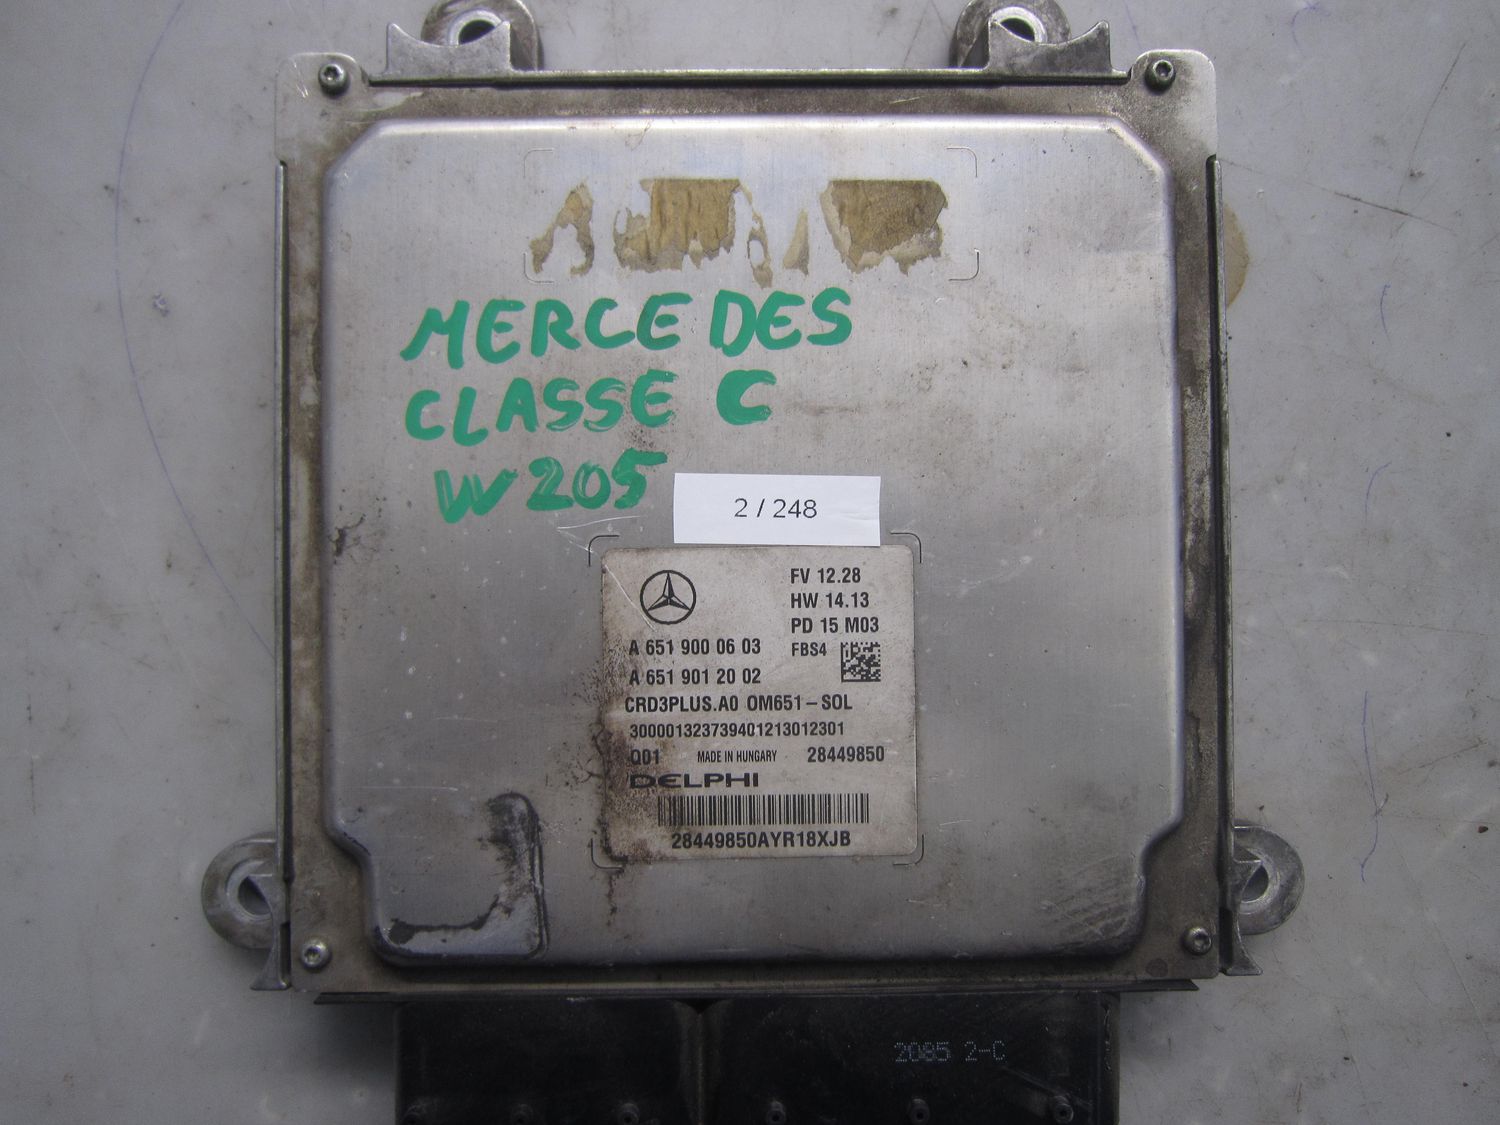 MERCEDES
CLASSE C
W205
2 / 248
FV 12.28
HW 14.13
PD 15 M03
A 651 900 06 03 FBS4
A 651 901 20 02
CRD3PLUS.A0 OM651-SOL
300001323739401213012301
Q01 MADE IN HUNGARY 28449850
DELPHI
28449850AYR18XJB
2085 2-C